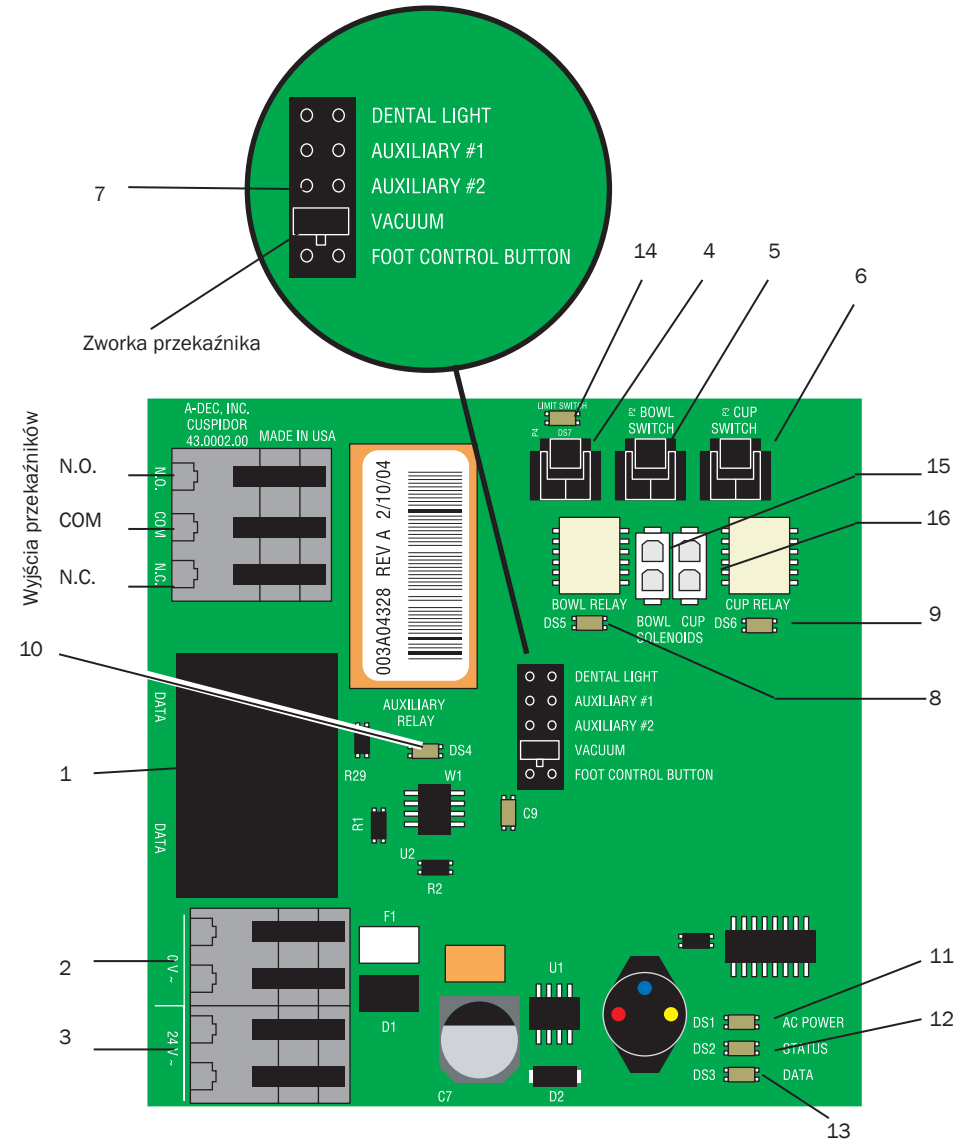 DENTAL LIGHT
AUXILIARY #1
AUXILIARY #2
VACUUM
FOOT CONTROL BUTTON
7
Zworka przekaźnika
14
4
5
6
15
16
9
8
Wyjścia przekaźników
N.O.
COM
N.C.
10
1
2
3
11
12
13
A-DEC, INC.
CUSPIDOR
43.0002.00
MADE IN USA
N.O.
COM
N.C.
003A04328 REV A 2/10/04
LIMIT SWITCH
P4
DS7
P2 BOWL
SWITCH
P3 CUP
SWITCH
BOWL RELAY
DS5
BOWL CUP
SOLENOIDS
CUP RELAY
DS6
DATA
DATA
AUXILIARY
RELAY
DS4
R29
W1
R1
U2
R2
C9
DENTAL LIGHT
AUXILIARY #1
AUXILIARY #2
VACUUM
FOOT CONTROL BUTTON
0 V ~
24 V ~
F1
D1
C7
U1
D2
DS1 AC POWER
DS2 STATUS
DS3 DATA